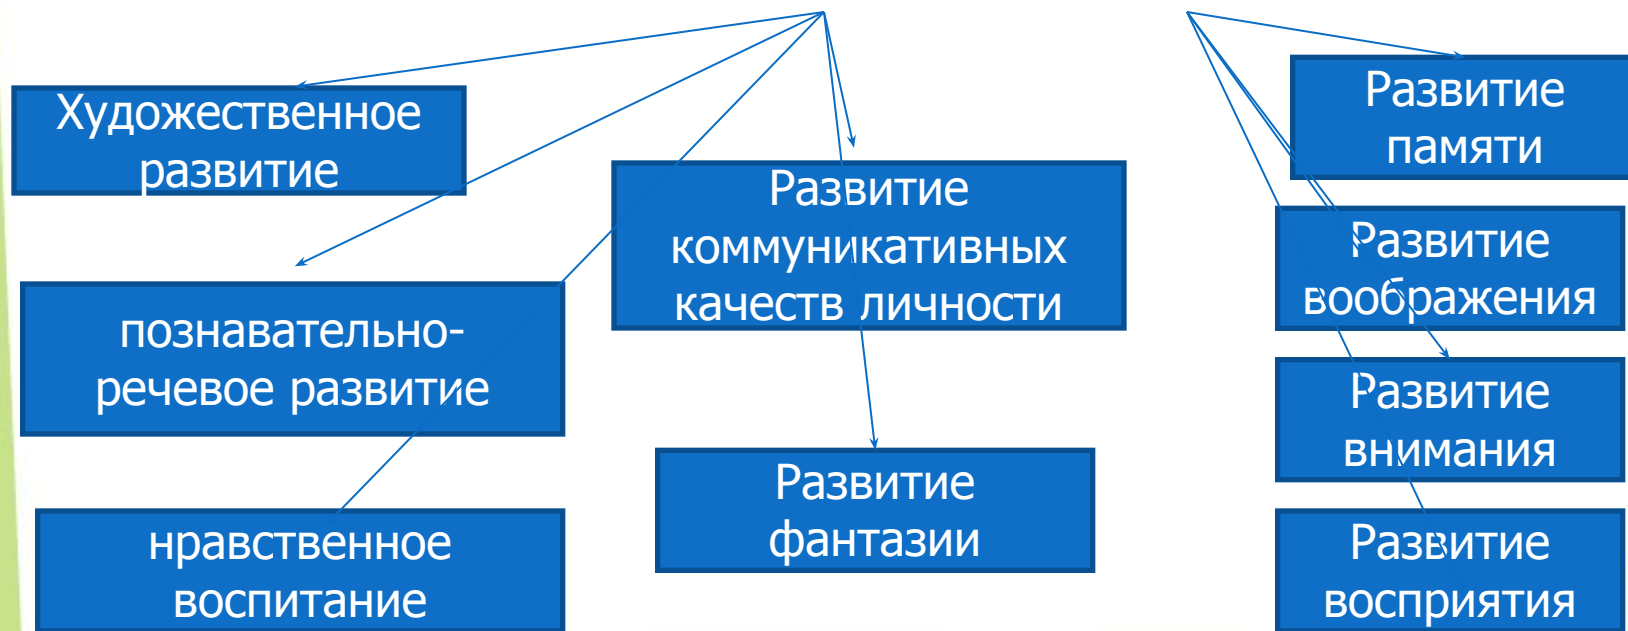 Художественное
развитие
познавательно-
речевое развитие
нравственное
воспитание
Развитие
коммуникативных
качеств личности
Развитие
фантазии
Развитие
памяти
Развитие
воображения
Развитие
внимания
Развитие
восприятия